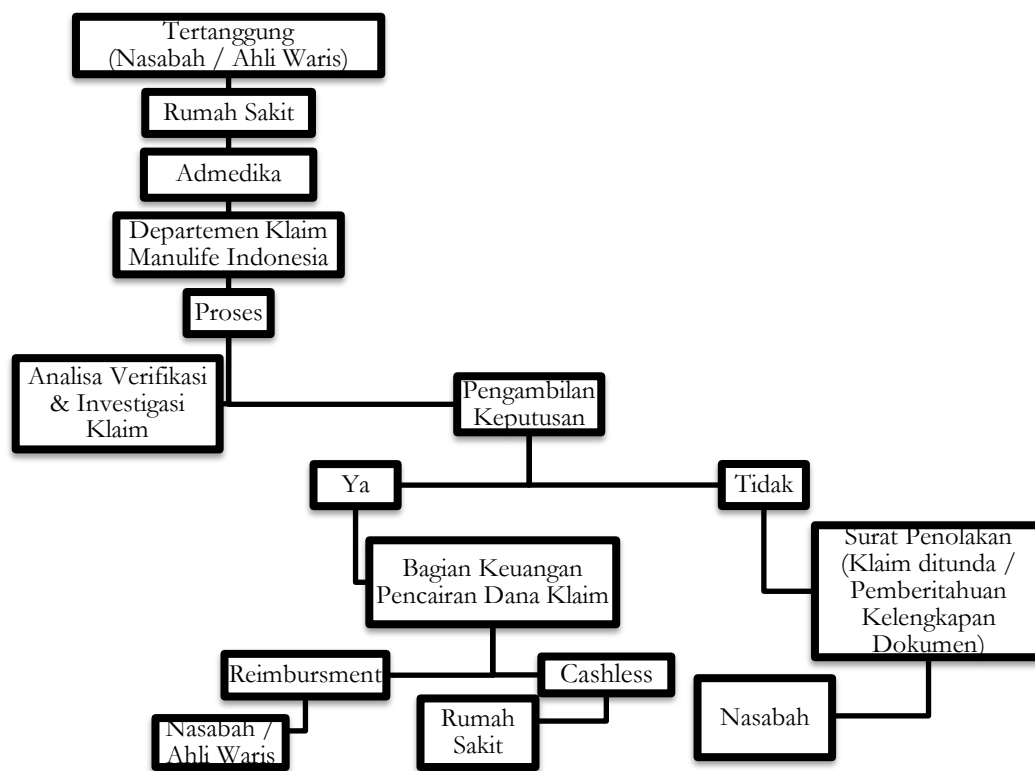 Tertanggung
(Nasabah / Ahli Waris)
Rumah Sakit
Admedika
Departemen Klaim
Manulife Indonesia
Proses
Analisa Verifikasi
& Investigasi
Klaim
Pengambilan
Keputusan
Ya
Tidak
Bagian Keuangan
Pencairan Dana Klaim
Surat Penolakan
(Klaim ditunda /
Pemberitahuan
Kelengkapan
Dokumen)
Reimbursment
Cashless
Nasabah /
Ahli Waris
Rumah
Sakit
Nasabah